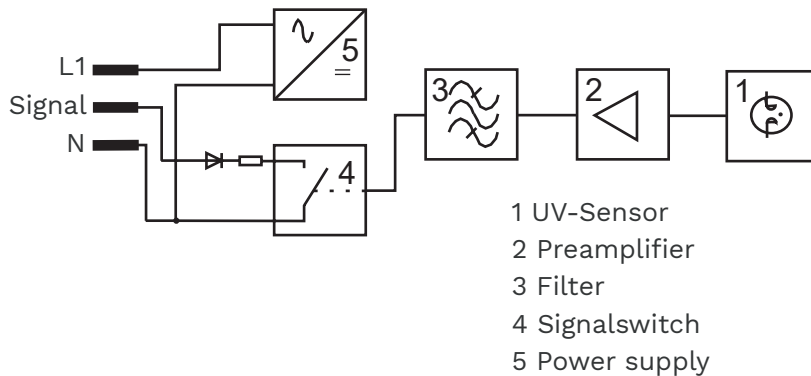 L1
Signal
N
5
=
4
3
2
1
1 UV-Sensor
2 Preamplifier
3 Filter
4 Signalswitch
5 Power supply